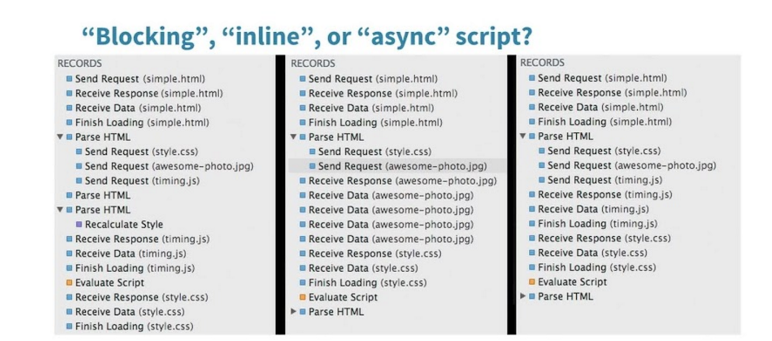 “Blocking”, “inline”, or “async” script?
RECORDS
Send Request (simple.html)
Receive Response (simple.html)
Receive Data (simple.html)
Finish Loading (simple.html)
Parse HTML
Send Request (style.css)
Send Request (awesome-photo.jpg)
Send Request (timing.js)
Parse HTML
Parse HTML
Recalculate Style
Receive Response (timing.js)
Receive Data (timing.js)
Finish Loading (timing.js)
Evaluate Script
Receive Response (style.css)
Receive Data (style.css)
Finish Loading (style.css)
RECORDS
Send Request (simple.html)
Receive Response (simple.html)
Receive Data (simple.html)
Finish Loading (simple.html)
Parse HTML
Send Request (style.css)
Send Request (awesome-photo.jpg)
Receive Response (awesome-photo.jpg)
Receive Data (awesome-photo.jpg)
Receive Data (awesome-photo.jpg)
Receive Data (awesome-photo.jpg)
Receive Data (awesome-photo.jpg)
Receive Response (style.css)
Receive Data (style.css)
Finish Loading (style.css)
Evaluate Script
Parse HTML
RECORDS
Send Request (simple.html)
Receive Response (simple.html)
Receive Data (simple.html)
Finish Loading (simple.html)
Parse HTML
Send Request (style.css)
Send Request (awesome-photo.jpg)
Send Request (timing.js)
Receive Response (timing.js)
Receive Data (timing.js)
Finish Loading (timing.js)
Receive Response (style.css)
Receive Data (style.css)
Finish Loading (style.css)
Evaluate Script
Parse HTML